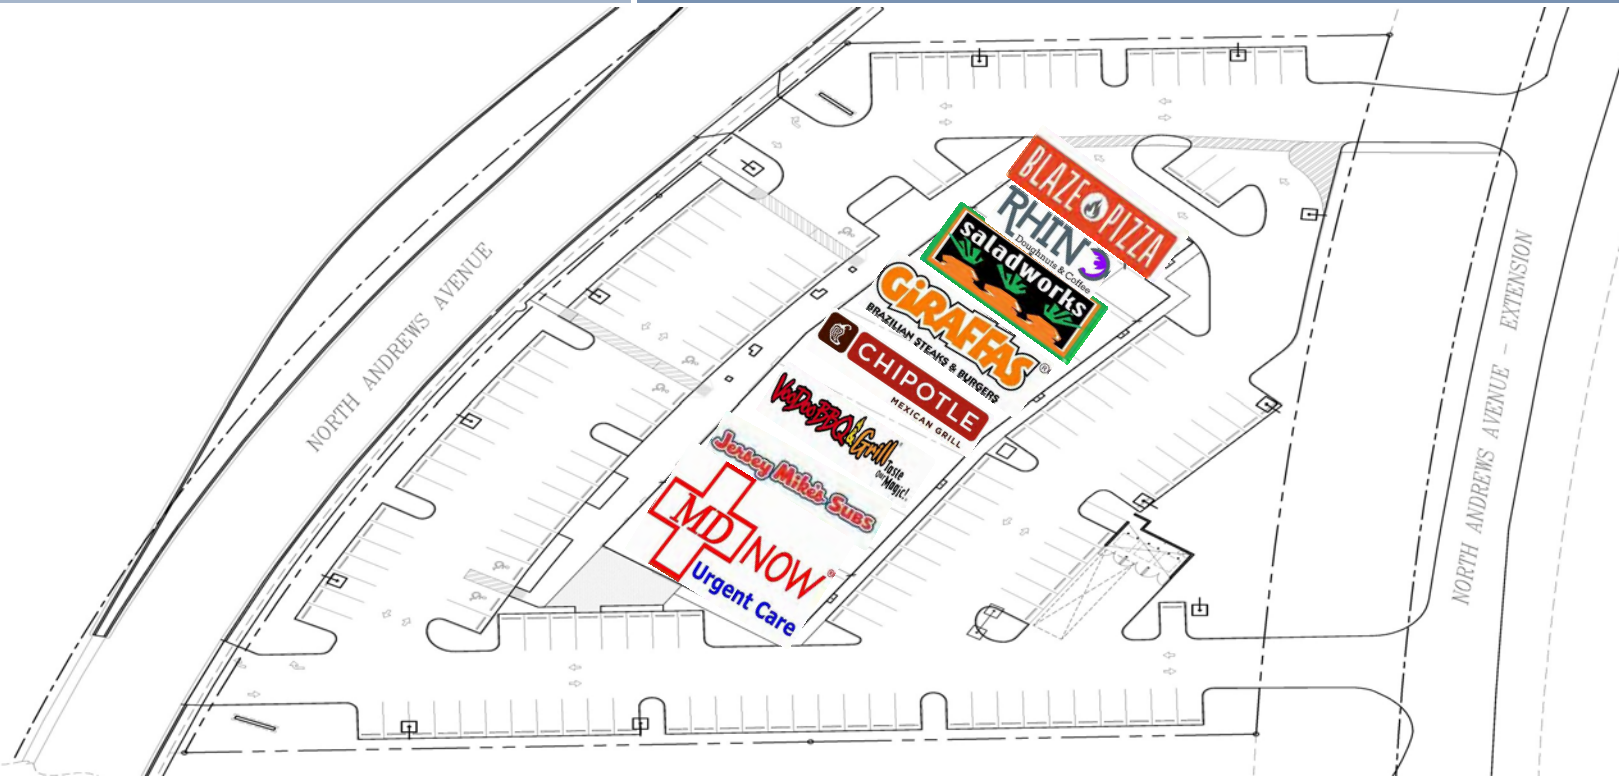 BLAZE PIZZA
RHINO
Doughnuts & Coffee
saladworks
GiRAFFAS®
BRAZILIAN STEAKS & BURGERS
CHIPOTLE
MEXICAN GRILL
VooDoo BBQ & Grill
Taste
Our
Magic!
Jersey Mike's Subs
MD NOW®
Urgent Care
NORTH ANDREWS AVENUE
NORTH ANDREWS AVENUE - EXTENSION